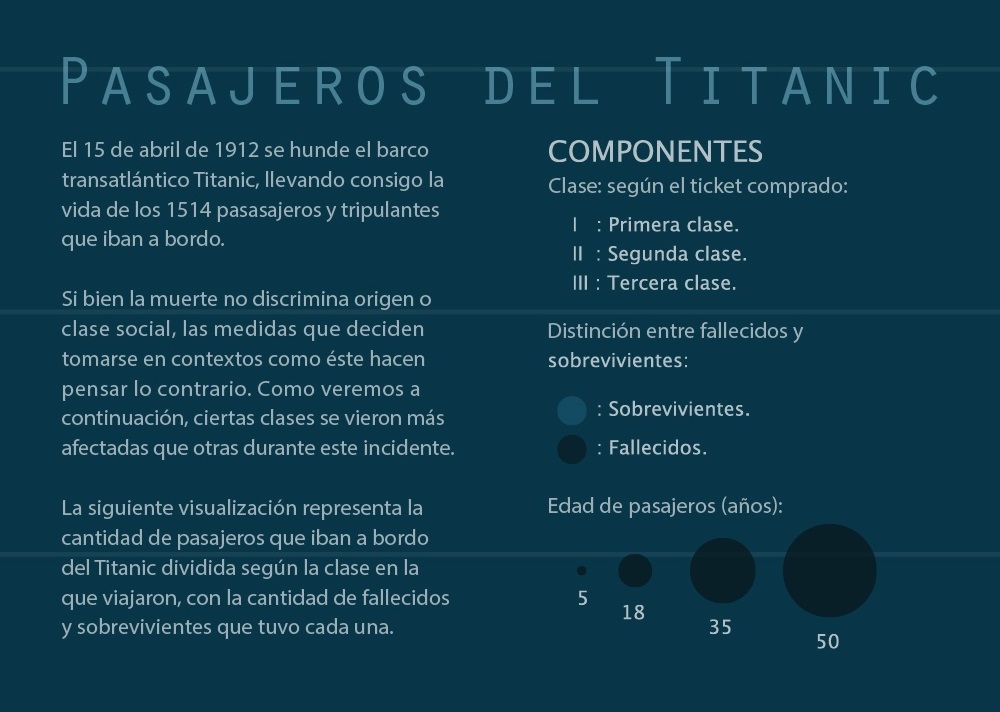 PASAJEROS DEL TITANIC
El 15 de abril de 1912 se hunde el barco
transatlántico Titanic, llevando consigo la
vida de los 1514 pasasajeros y tripulantes
que iban a bordo.
Si bien la muerte no discrimina origen o
clase social, las medidas que deciden
tomarse en contextos como éste hacen
pensar lo contrario. Como veremos a
continuación, ciertas clases se vieron más
afectadas que otras durante este incidente.
La siguiente visualización representa la
cantidad de pasajeros que iban a bordo
del Titanic dividida según la clase en la
que viajaron, con la cantidad de fallecidos
y sobrevivientes que tuvo cada una.
COMPONENTES
Clase: según el ticket comprado:
I : Primera clase.
II : Segunda clase.
III : Tercera clase.
Distinción entre fallecidos y
sobrevivientes:
: Sobrevivientes.
: Fallecidos.
Edad de pasajeros (años):
5
18
35
50